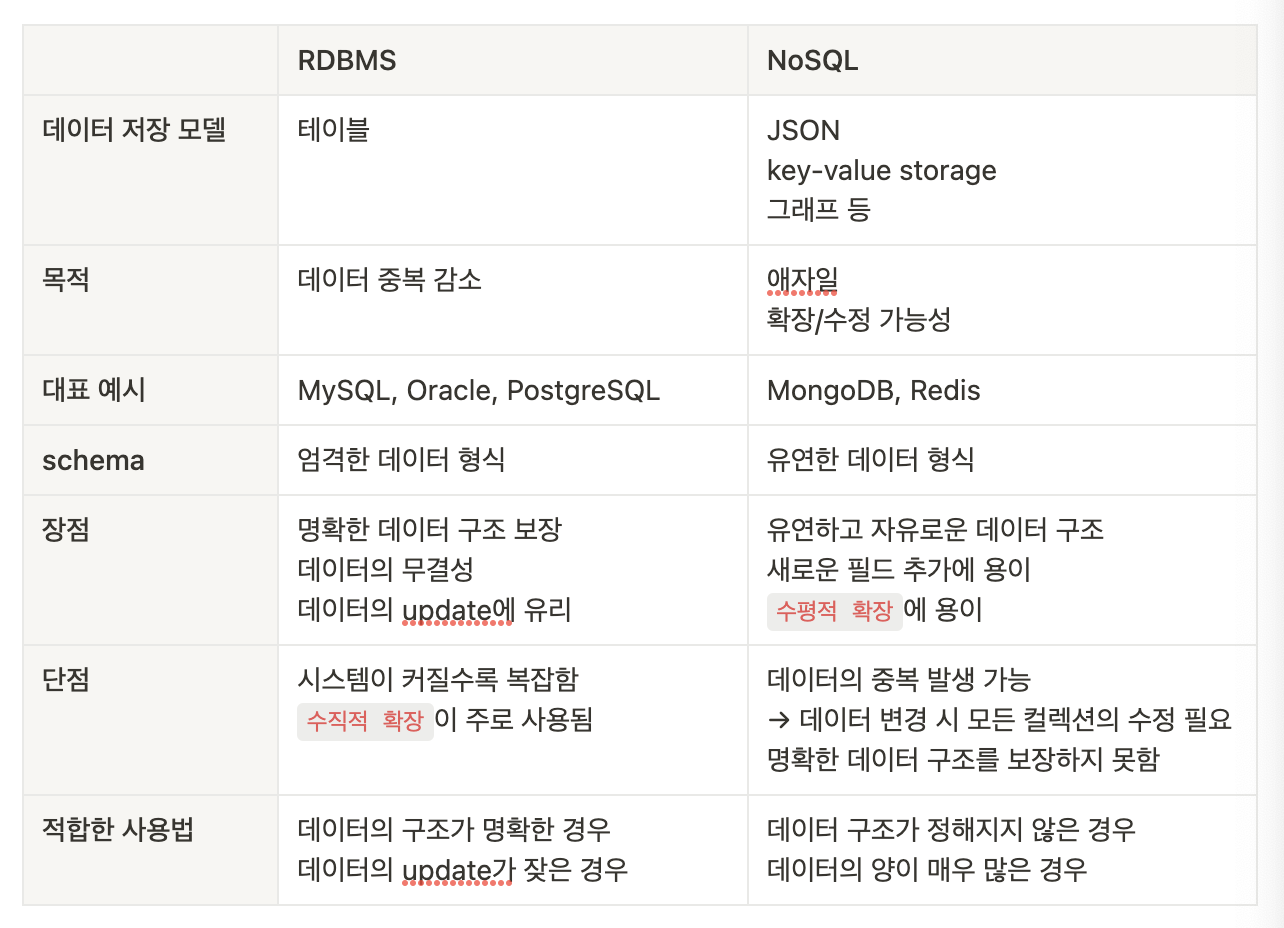 RDBMS
NoSQL
데이터 저장 모델
테이블
JSON
key-value storage
그래프 등
목적
데이터 중복 감소
애자일
확장/수정 가능성
대표 예시
MySQL, Oracle, PostgreSQL
MongoDB, Redis
schema
엄격한 데이터 형식
유연한 데이터 형식
장점
명확한 데이터 구조 보장
데이터의 무결성
데이터의 update에 유리
유연하고 자유로운 데이터 구조
새로운 필드 추가에 용이
수평적 확장에 용이
단점
시스템이 커질수록 복잡함
수직적 확장이 주로 사용됨
데이터의 중복 발생 가능
→ 데이터 변경 시 모든 컬렉션의 수정 필요
명확한 데이터 구조를 보장하지 못함
적합한 사용법
데이터의 구조가 명확한 경우
데이터의 update가 잦은 경우
데이터 구조가 정해지지 않은 경우
데이터의 양이 매우 많은 경우